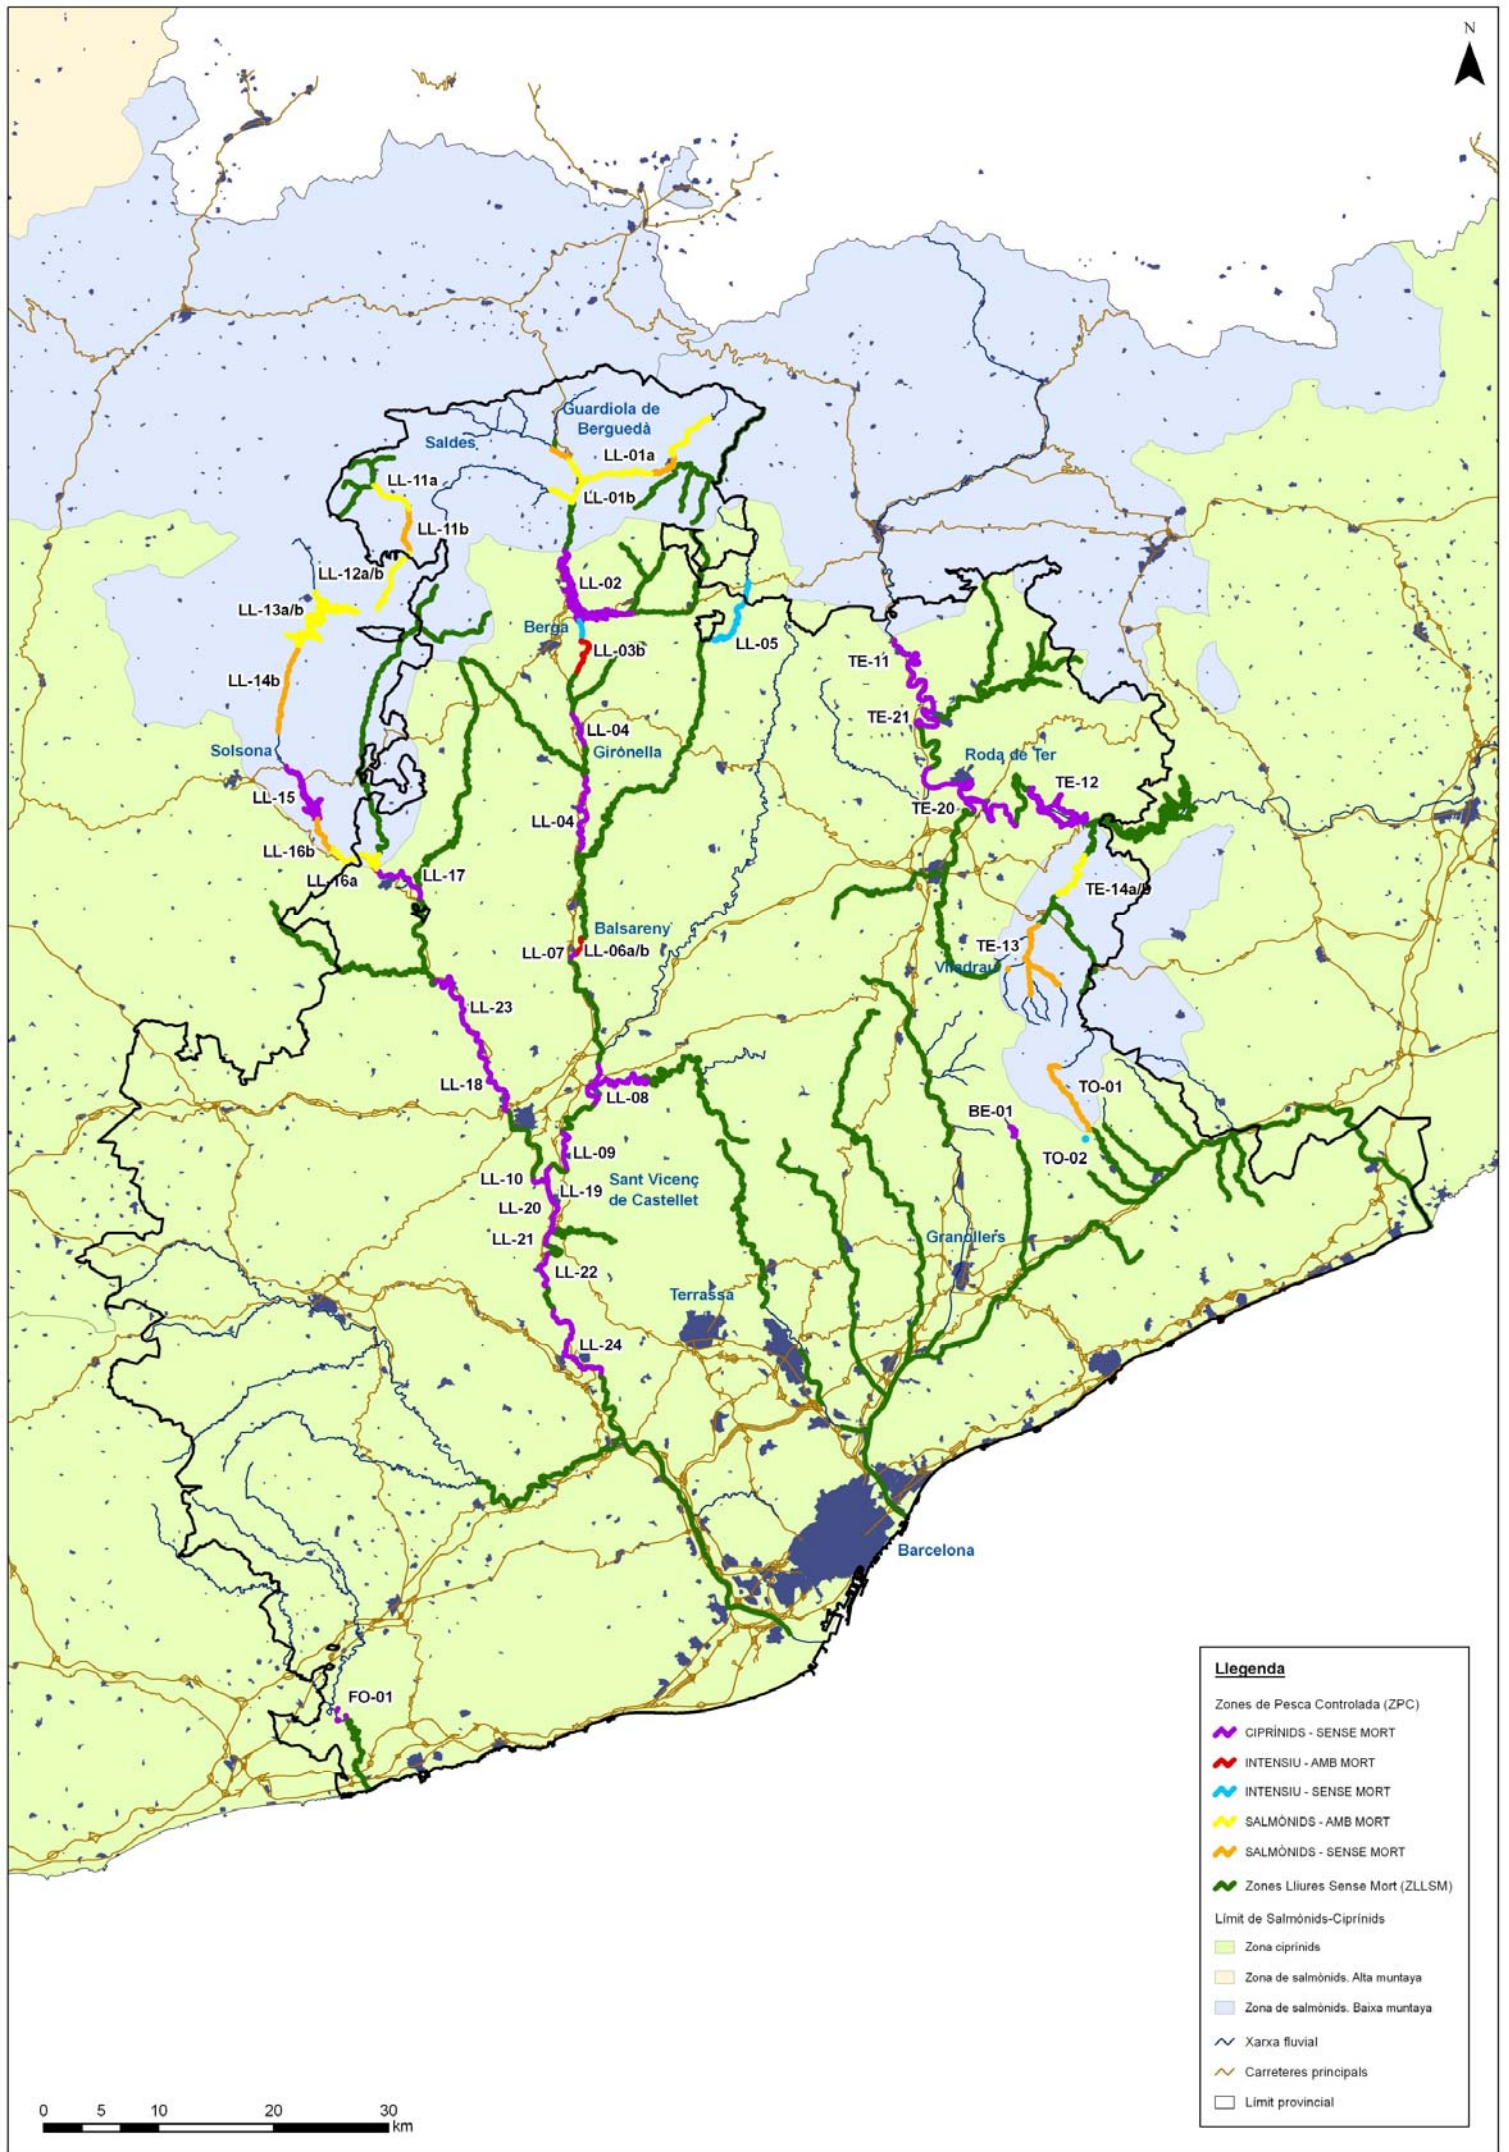 N
Guardiola de
Berguedà
Saldes
LL-01a
LL-11a
LL-01b
LL-11b
LL-12a/b
LL-02
LL-13a/b
Berga
LL-03b
LL-05
TE-11
LL-14b
TE-21
LL-04
Gironella
Solsona
Roda de Ter
TE-12
LL-15
TE-20
LL-04
LL-16b
LL-16a
LL-17
TE-14a/b
Balsareny
LL-07
LL-06a/b
TE-13
Viladrau
LL-23
LL-18
LL-08
TO-01
BE-01
LL-09
TO-02
LL-10
LL-19
Sant Vicenç
de Castellet
LL-20
LL-21
Granollers
LL-22
Terrassa
LL-24
Barcelona
FO-01
Llegenda
Zones de Pesca Controlada (ZPC)
CIPRÍNIDS - SENSE MORT
INTENSIU - AMB MORT
INTENSIU - SENSE MORT
SALMÒNIDS - AMB MORT
SALMÒNIDS - SENSE MORT
Zones Lliures Sense Mort (ZLLSM)
Límit de Salmònids-Ciprínids
Zona ciprínids
Zona de salmònids. Alta muntaya
Zona de salmònids. Baixa muntaya
Xarxa fluvial
Carreteres principals
Límit provincial
0 5 10 20 30
km